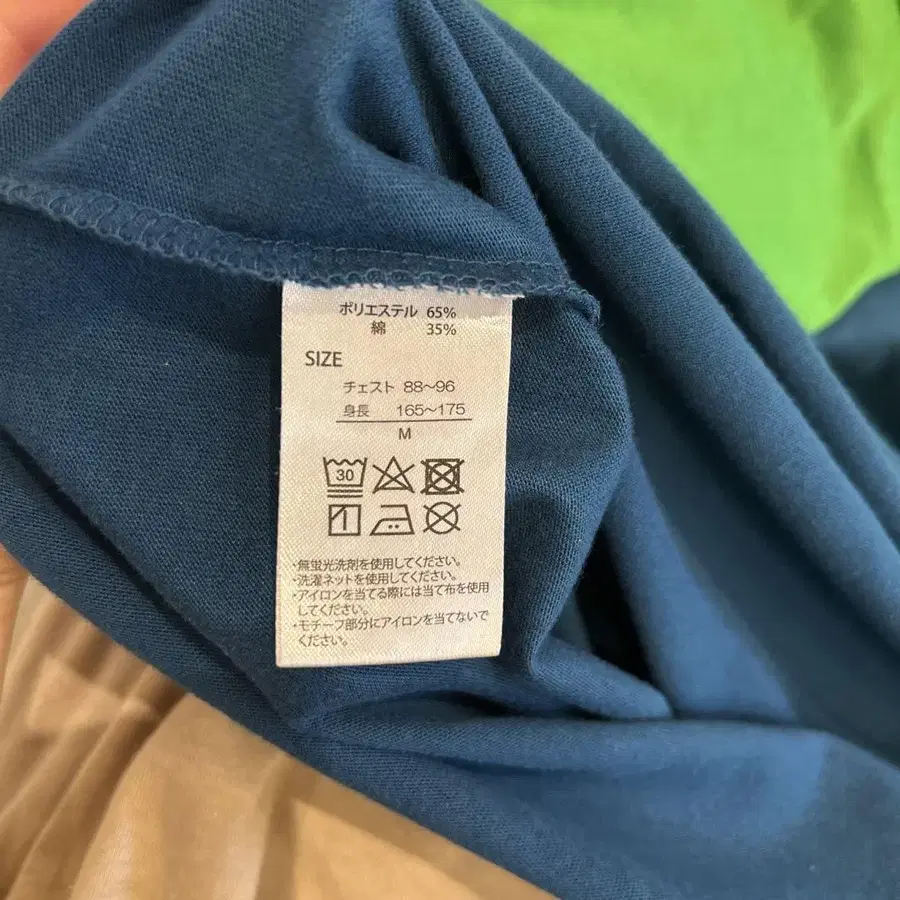 ポリエステル 65%
綿 35%
SIZE
チェスト 88～96
身長 165～175
M
30
・無蛍光洗剤を使用してください。
・洗濯ネットを使用してください。
・アイロンを当てる際には当て布を使用
してください。
・モチーフ部分にアイロンを当てないで
ください。